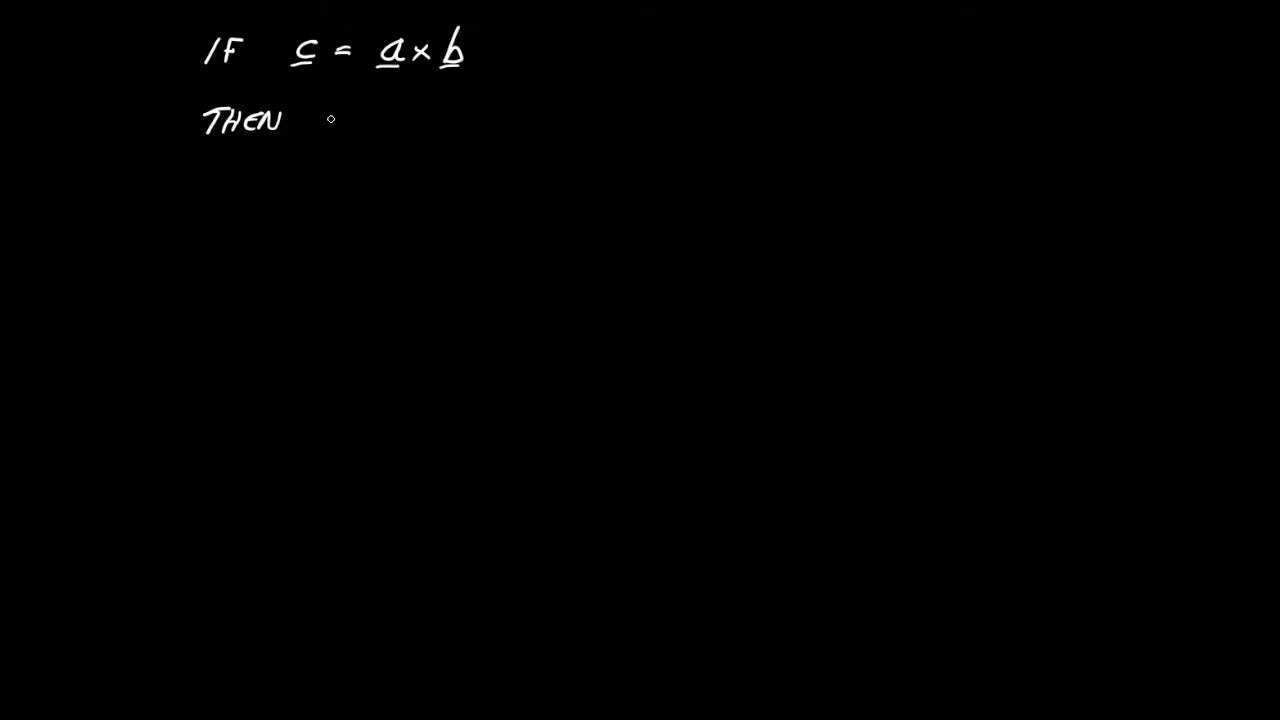 IF c = a × b
THEN